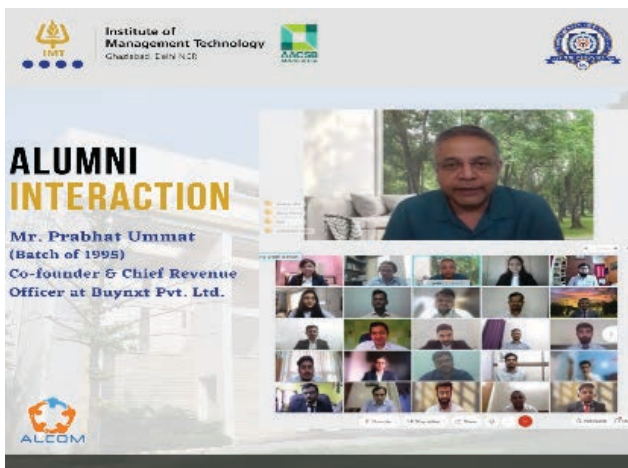 IMT
Institute of
Management Technology
Ghaziabad, Delhi NCR
AACSB
ALUMNI
INTERACTION
Mr. Prabhat Ummat
(Batch of 1995)
Co-founder & Chief Revenue
Officer at Buynxt Pvt. Ltd.
ALCOM